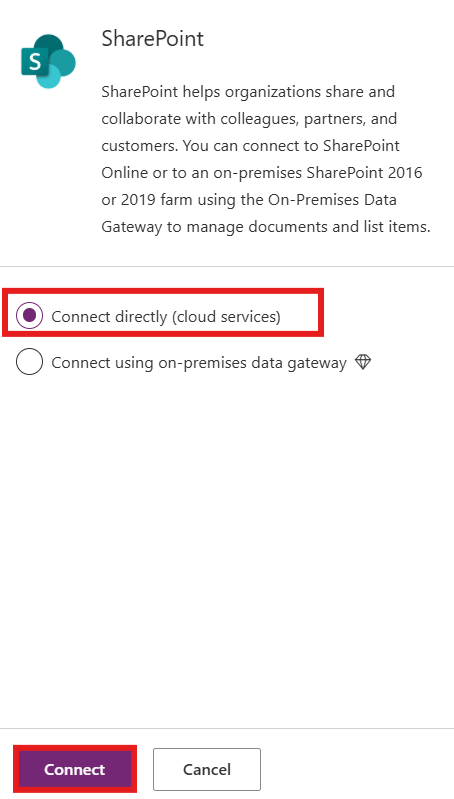 SharePoint
S
SharePoint helps organizations share and
collaborate with colleagues, partners, and
customers. You can connect to SharePoint
Online or to an on-premises SharePoint 2016
or 2019 farm using the On-Premises Data
Gateway to manage documents and list items.
Connect directly (cloud services)
Connect using on-premises data gateway
Connect
Cancel